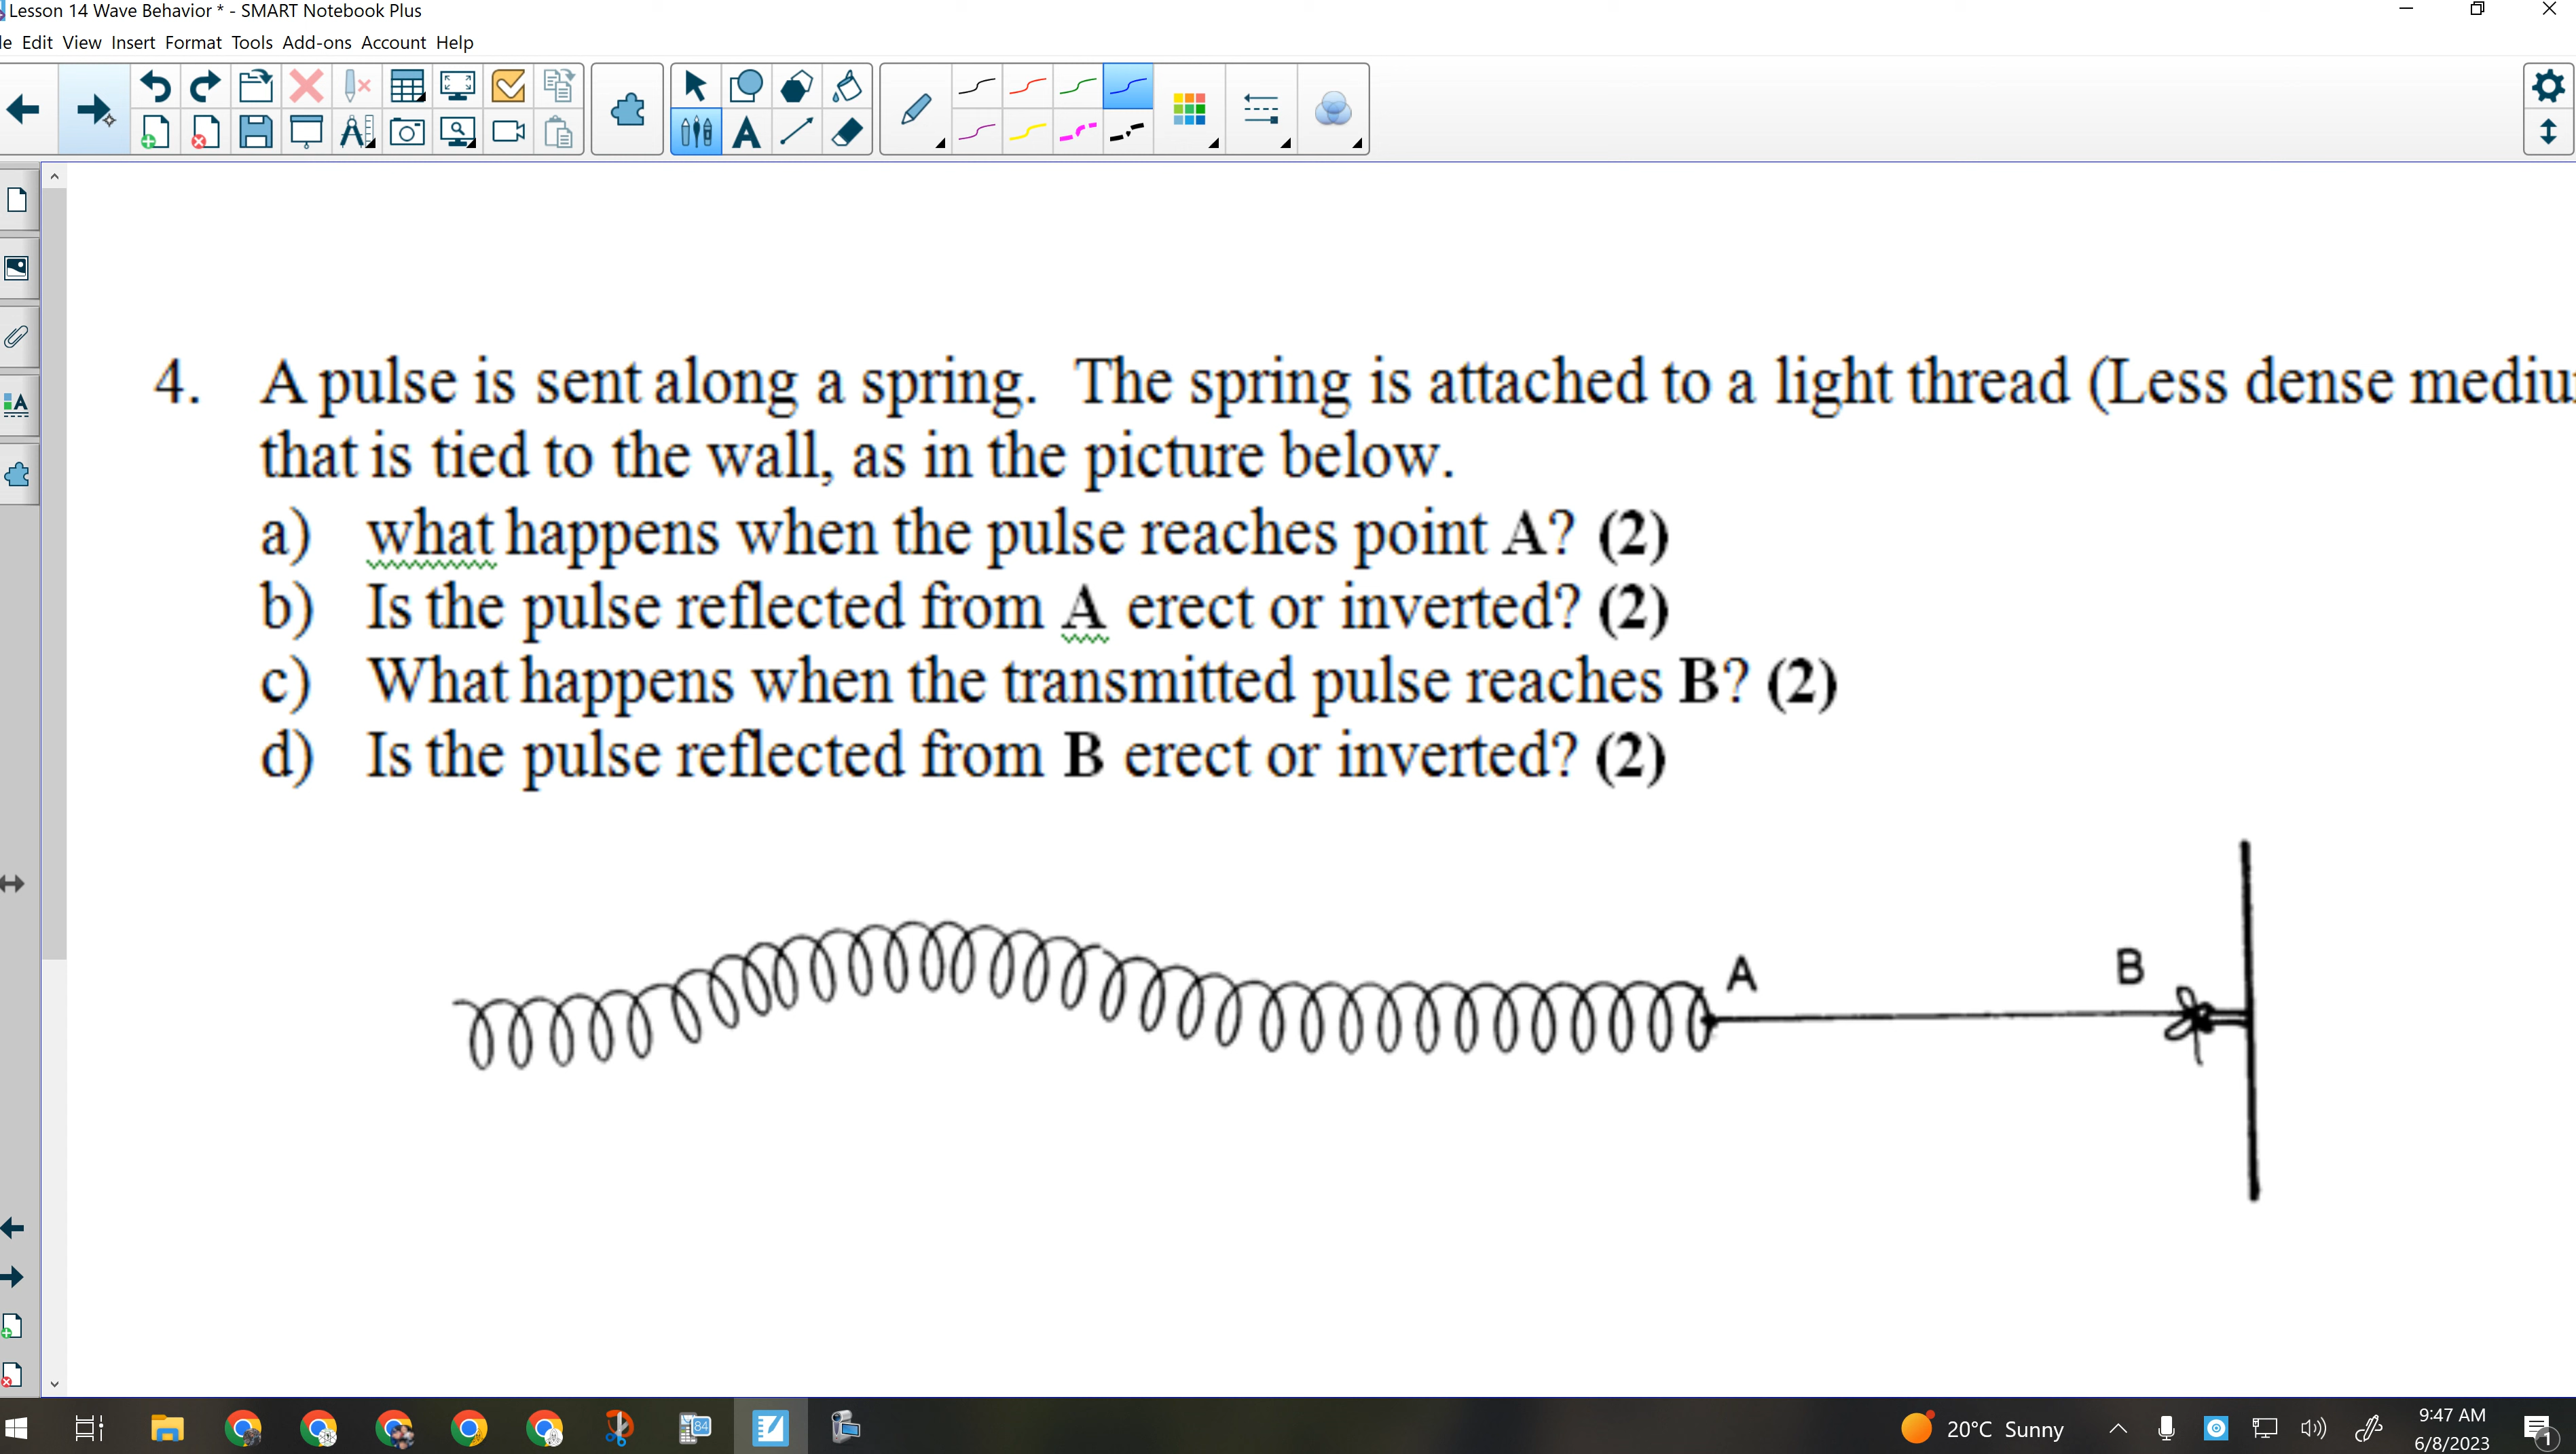 Lesson 14 Wave Behavior * - SMART Notebook Plus
le Edit View Insert Format Tools Add-ons Account Help
4. A pulse is sent along a spring. The spring is attached to a light thread (Less dense mediu
that is tied to the wall, as in the picture below.
a) what happens when the pulse reaches point A? (2)
b) Is the pulse reflected from A erect or inverted? (2)
c) What happens when the transmitted pulse reaches B? (2)
d) Is the pulse reflected from B erect or inverted? (2)
A
B
84
20°C Sunny
9:47 AM
6/8/2023
1